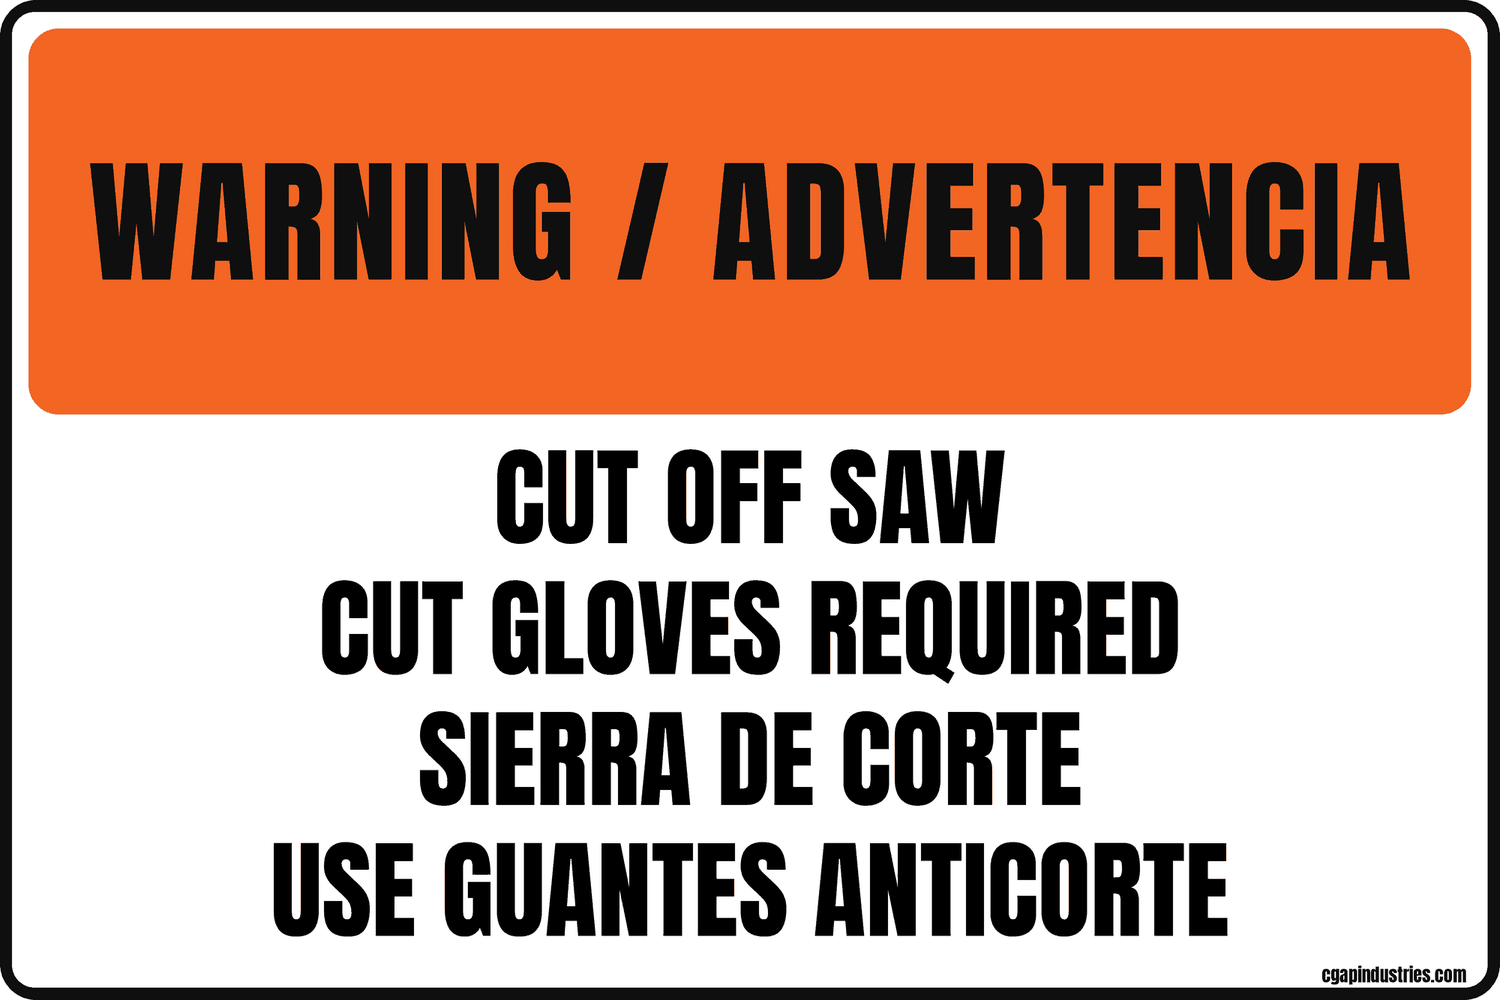 WARNING / ADVERTENCIA
CUT OFF SAW
CUT GLOVES REQUIRED
SIERRA DE CORTE
USE GUANTES ANTICORTE
cgapindustries.com